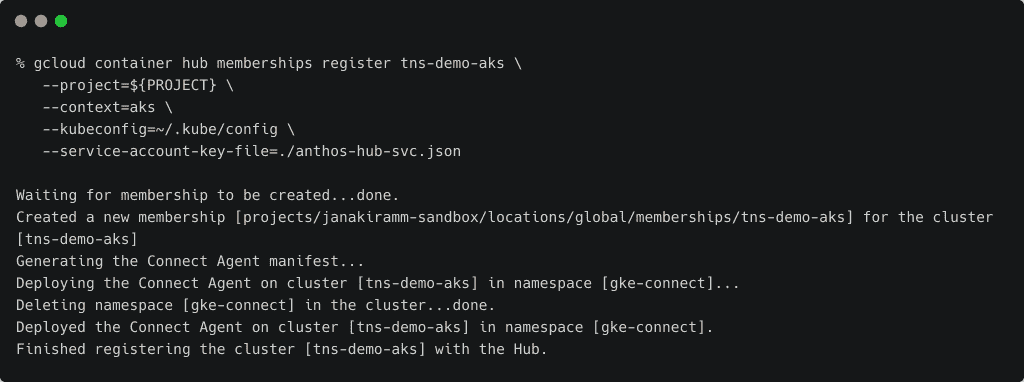 % gcloud container hub memberships register tns-demo-aks \
--project=${PROJECT} \
--context=aks \
--kubeconfig=~/.kube/config \
--service-account-key-file=./anthos-hub-svc.json
Waiting for membership to be created...done.
Created a new membership [projects/janakiramm-sandbox/locations/global/memberships/tns-demo-aks] for the cluster
[tns-demo-aks]
Generating the Connect Agent manifest...
Deploying the Connect Agent on cluster [tns-demo-aks] in namespace [gke-connect]...
Deleting namespace [gke-connect] in the cluster...done.
Deployed the Connect Agent on cluster [tns-demo-aks] in namespace [gke-connect].
Finished registering the cluster [tns-demo-aks] with the Hub.